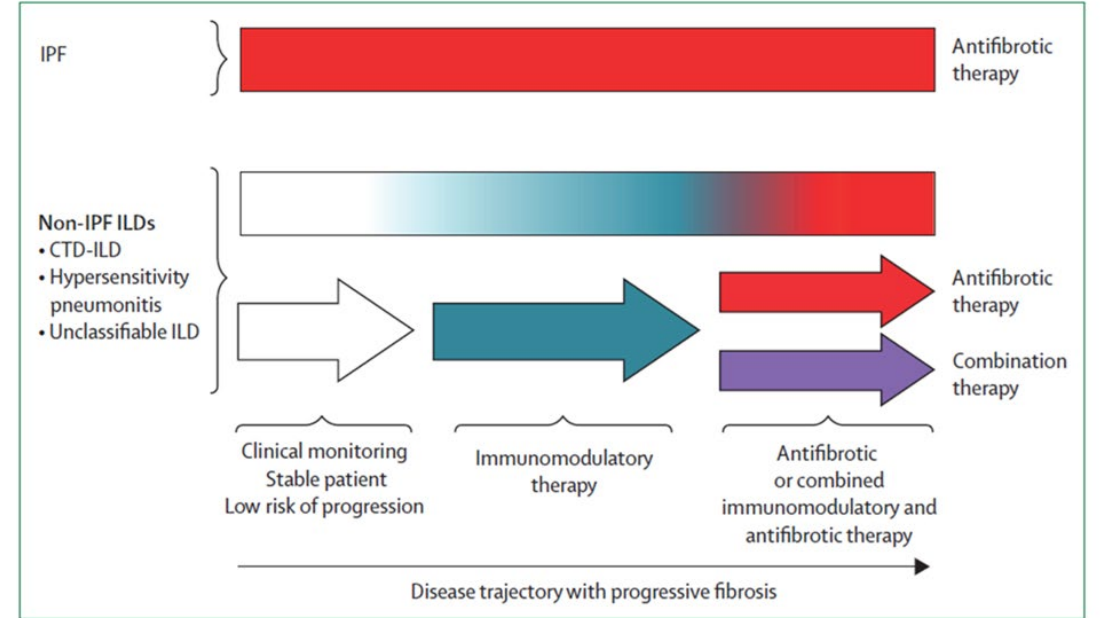 IPF
Antifibrotic
therapy
Non-IPF ILDs
• CTD-ILD
• Hypersensitivity
pneumonitis
• Unclassifiable ILD
Antifibrotic
therapy
Combination
therapy
Clinical monitoring
Stable patient
Low risk of progression
Immunomodulatory
therapy
Antifibrotic
or combined
immunomodulatory and
antifibrotic therapy
Disease trajectory with progressive fibrosis